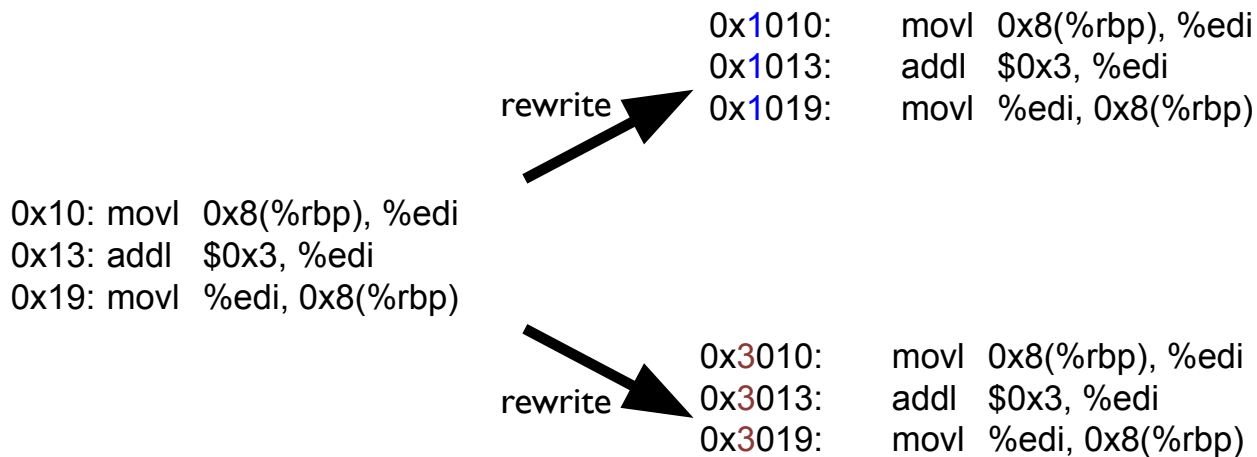 0x1010: movl 0x8(%rbp), %edi
0x1013: addl $0x3, %edi
0x1019: movl %edi, 0x8(%rbp)
rewrite
0x10: movl 0x8(%rbp), %edi
0x13: addl $0x3, %edi
0x19: movl %edi, 0x8(%rbp)
rewrite
0x3010: movl 0x8(%rbp), %edi
0x3013: addl $0x3, %edi
0x3019: movl %edi, 0x8(%rbp)